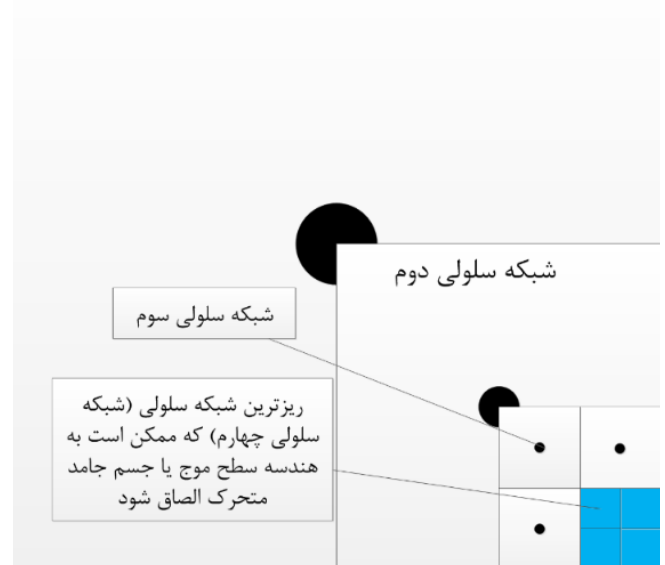 شبکه سلولی دوم
شبکه سلولی سوم
ریزترین شبکه سلولی (شبکه
سلولی چهارم) که ممکن است به
هندسه سطح موج یا جسم جامد
متحرک الصاق شود